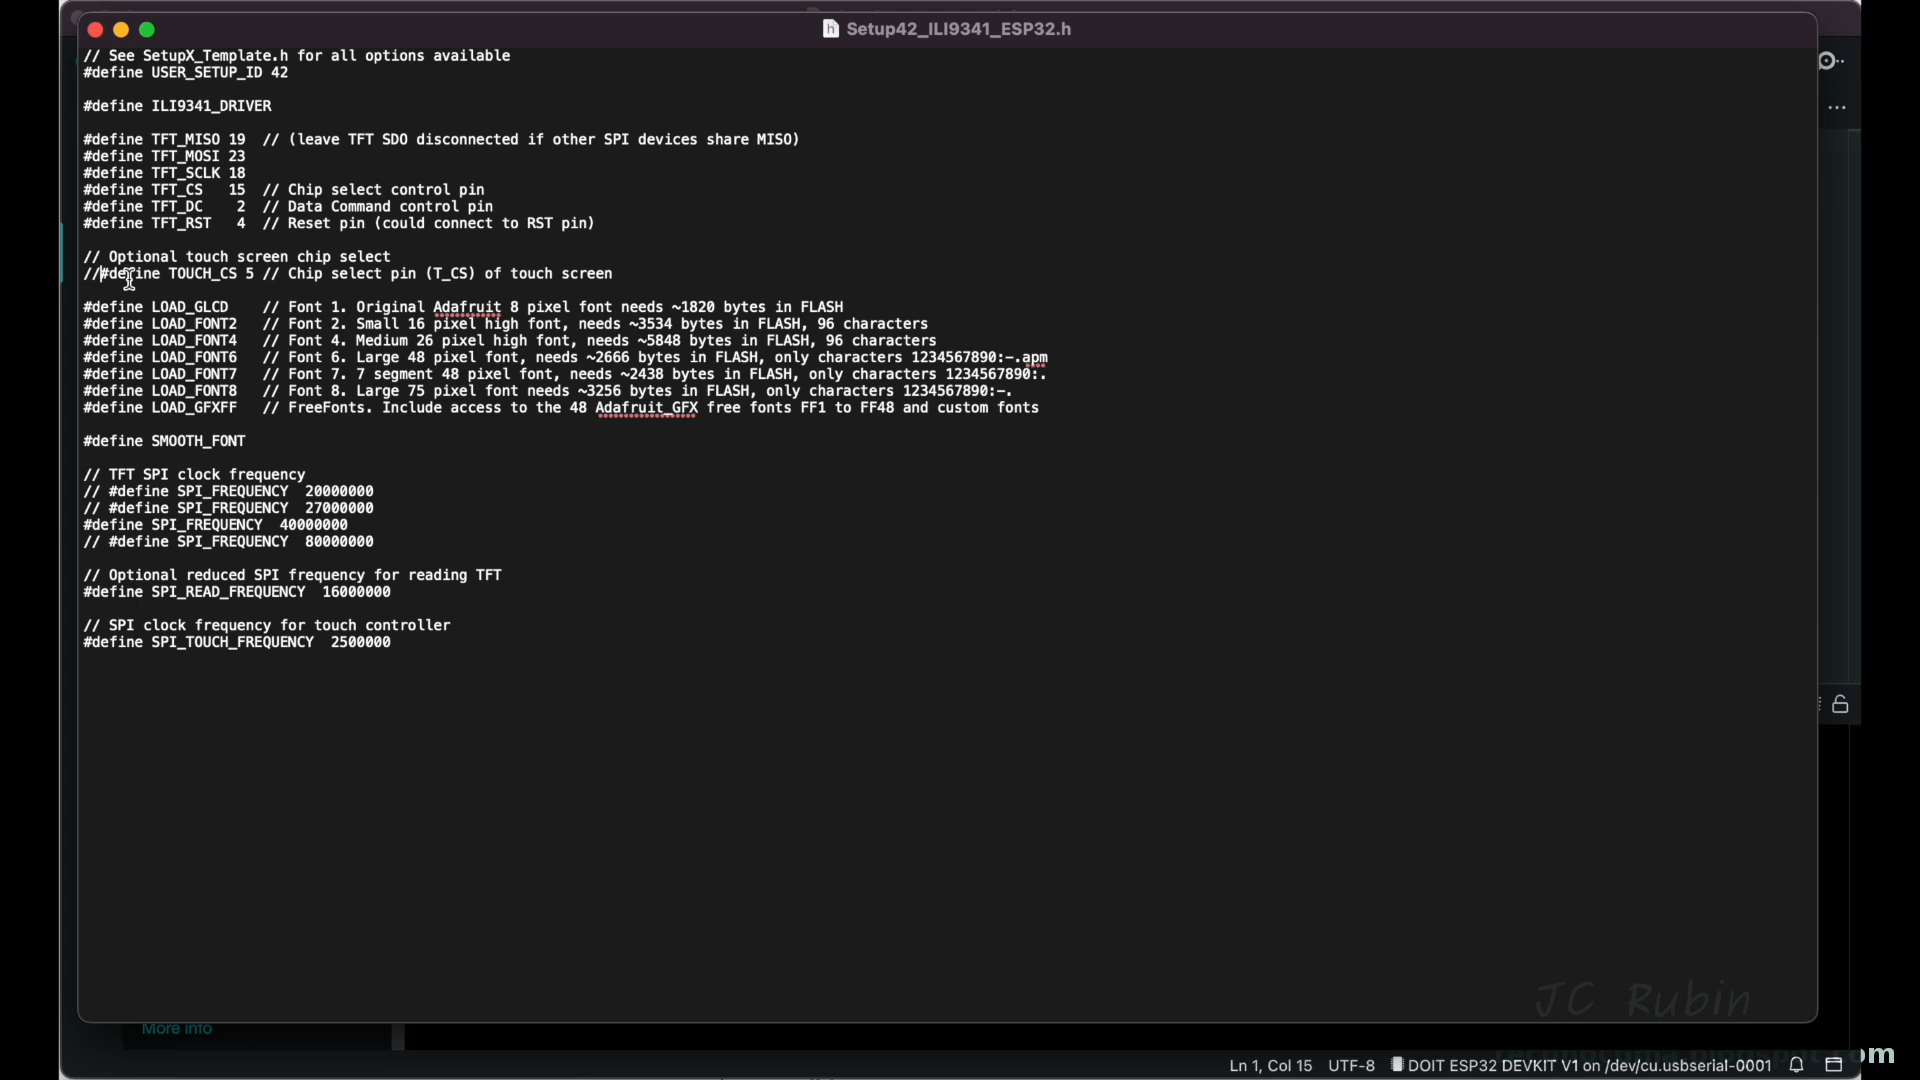 Setup42_ILI9341_ESP32.h
// See SetupX_Template.h for all options available
#define USER_SETUP_ID 42
#define ILI9341_DRIVER
#define TFT_MISO 19  // (leave TFT SDO disconnected if other SPI devices share MISO)
#define TFT_MOSI 23
#define TFT_SCLK 18
#define TFT_CS   15  // Chip select control pin
#define TFT_DC    2  // Data Command control pin
#define TFT_RST   4  // Reset pin (could connect to RST pin)
// Optional touch screen chip select
//#define TOUCH_CS 5 // Chip select pin (T_CS) of touch screen
#define LOAD_GLCD    // Font 1. Original Adafruit 8 pixel font needs ~1820 bytes in FLASH
#define LOAD_FONT2   // Font 2. Small 16 pixel high font, needs ~3534 bytes in FLASH, 96 characters
#define LOAD_FONT4   // Font 4. Medium 26 pixel high font, needs ~5848 bytes in FLASH, 96 characters
#define LOAD_FONT6   // Font 6. Large 48 pixel font, needs ~2666 bytes in FLASH, only characters 1234567890:-.apm
#define LOAD_FONT7   // Font 7. 7 segment 48 pixel font, needs ~2438 bytes in FLASH, only characters 1234567890:.
#define LOAD_FONT8   // Font 8. Large 75 pixel font needs ~3256 bytes in FLASH, only characters 1234567890:-.
#define LOAD_GFXFF   // FreeFonts. Include access to the 48 Adafruit_GFX free fonts FF1 to FF48 and custom fonts
#define SMOOTH_FONT
// TFT SPI clock frequency
// #define SPI_FREQUENCY  20000000
// #define SPI_FREQUENCY  27000000
#define SPI_FREQUENCY  40000000
// #define SPI_FREQUENCY  80000000
// Optional reduced SPI frequency for reading TFT
#define SPI_READ_FREQUENCY  16000000
// SPI clock frequency for touch controller
#define SPI_TOUCH_FREQUENCY  2500000
JC Rubin
More info
Ln 1, Col 15 UTF-8 DOIT ESP32 DEVKIT V1 on /dev/cu.usbserial-0001